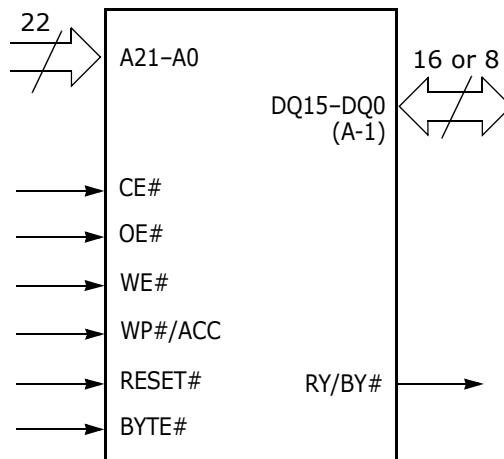 22
A21–A0
16 or 8
DQ15–DQ0
(A-1)
CE#
OE#
WE#
WP#/ACC
RESET#
RY/BY#
BYTE#